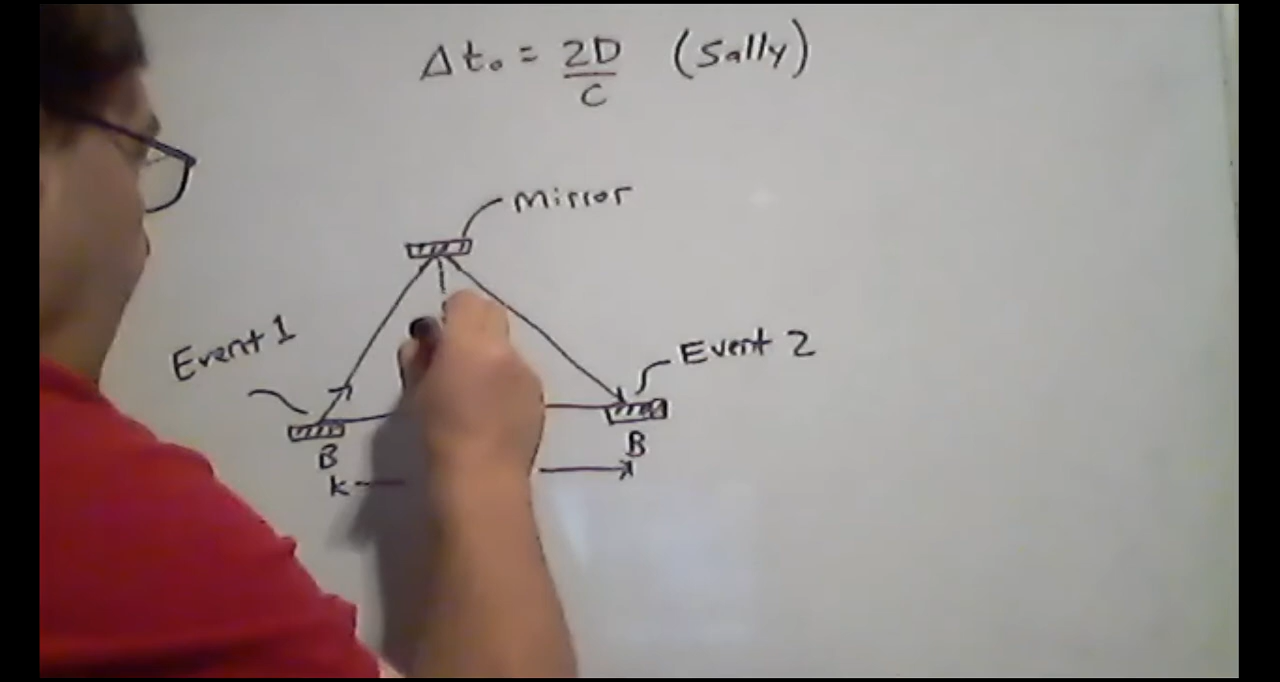 Δt₀ = 2D/C (Sally)
Mirror
Event 1
Event 2
B
B